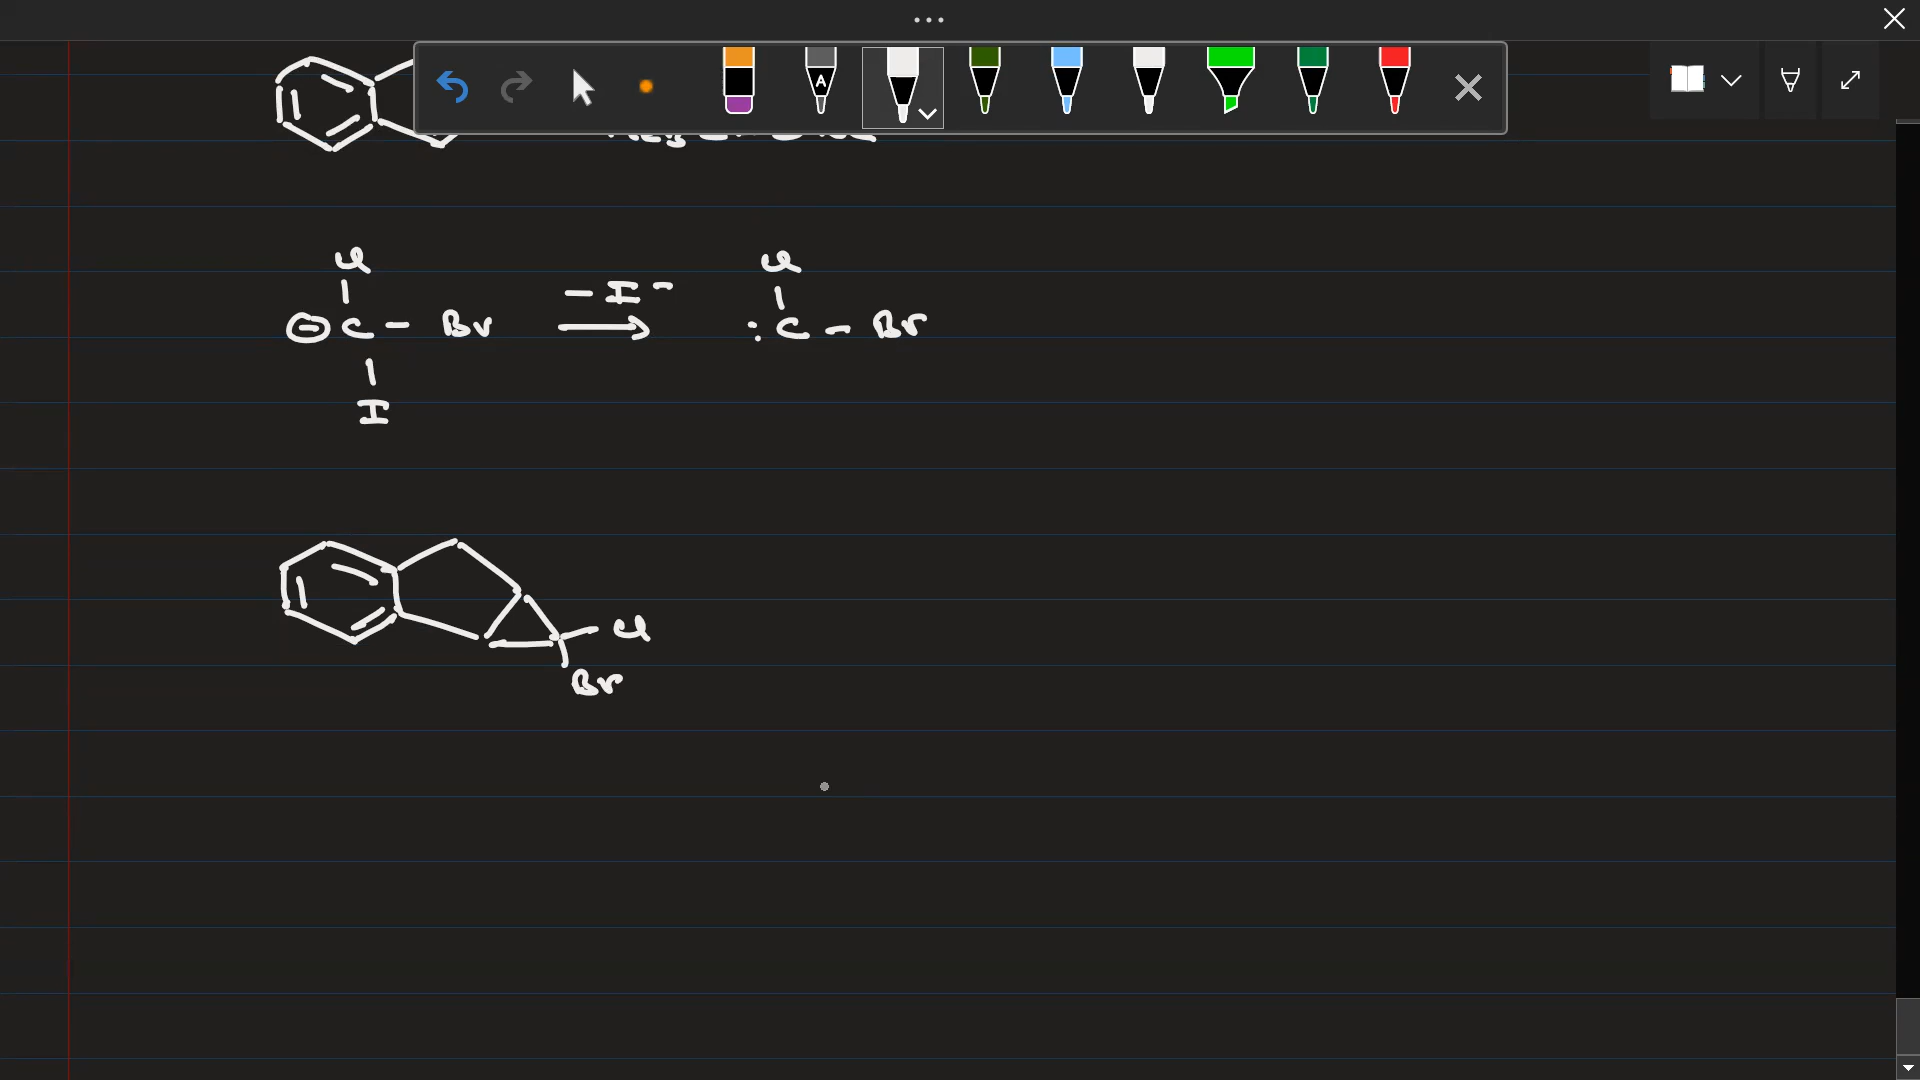 Cl
⊖ C - Br - I⁻ → : C - Br
Cl
I
Cl
Br
A